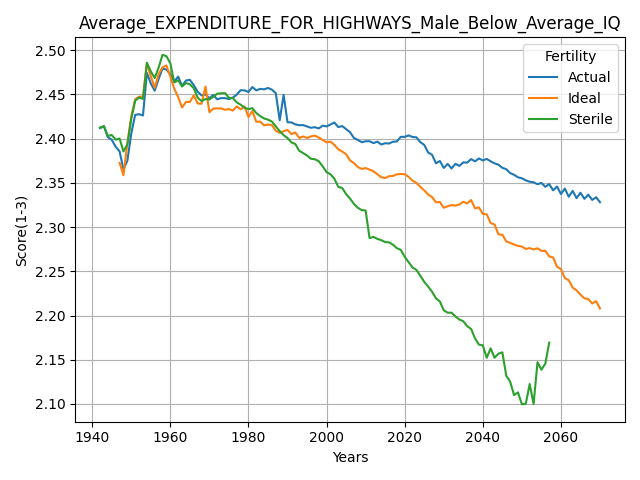 Average_EXPENDITURE_FOR_HIGHWAYS_Male_Below_Average_IQ
Score(1-3)
2.50
2.45
2.40
2.35
2.30
2.25
2.20
2.15
2.10
Fertility
Actual
Ideal
Sterile
1940 1960 1980 2000 2020 2040 2060
Years